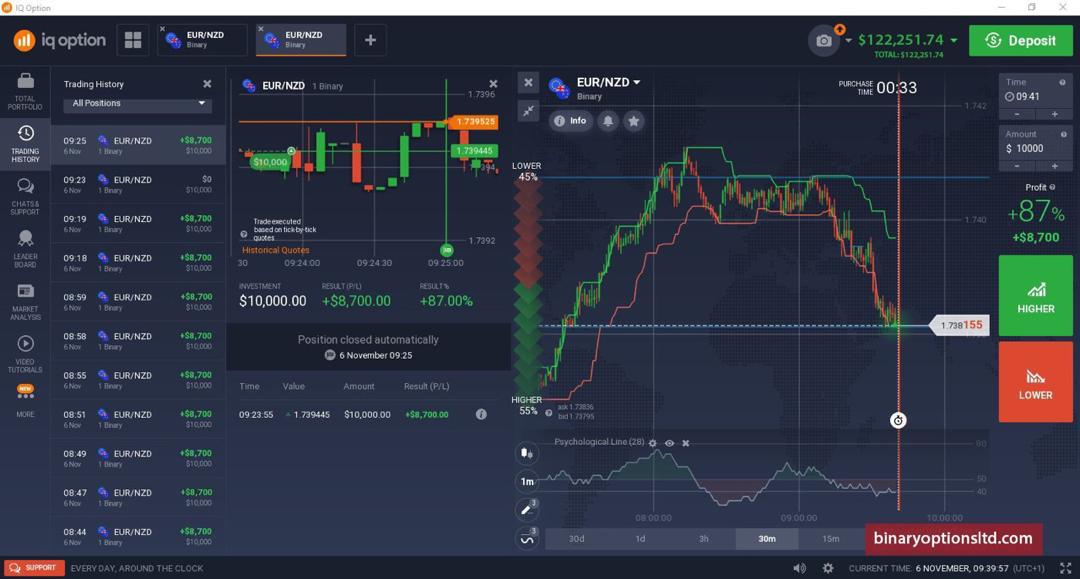 IQ Option
iq option
EUR/NZD
Binary
EUR/NZD
Binary
$122,251.74
TOTAL: $122,251.74
Deposit
TOTAL
PORTFOLIO
TRADING
HISTORY
CHATS &
SUPPORT
LEADER
BOARD
MARKET
ANALYSIS
VIDEO
TUTORIALS
NEW
MORE
Trading History
All Positions
09:25 EUR/NZD +$8,700
6 Nov 1 Binary $10,000
09:23 EUR/NZD $0
6 Nov 1 Binary $10,000
09:19 EUR/NZD +$8,700
6 Nov 1 Binary $10,000
09:18 EUR/NZD +$8,700
6 Nov 1 Binary $10,000
08:59 EUR/NZD +$8,700
6 Nov 1 Binary $10,000
08:58 EUR/NZD +$8,700
6 Nov 1 Binary $10,000
08:55 EUR/NZD +$8,700
6 Nov 1 Binary $10,000
08:51 EUR/NZD +$8,700
6 Nov 1 Binary $10,000
08:49 EUR/NZD +$8,700
6 Nov 1 Binary $10,000
08:47 EUR/NZD +$8,700
6 Nov 1 Binary $10,000
08:44 EUR/NZD +$8,700
6 Nov 1 Binary $10,000
EUR/NZD 1 Binary
1.7396
1.739525
1.739445
1.7394
$10,000
Trade executed
based on tick-by-tick
quotes
Historical Quotes
1.7392
30 09:24:00 09:24:30 09:25:00
INVESTMENT RESULT (P/L) RESULT%
$10,000.00 +$8,700.00 +87.00%
Position closed automatically
6 November 09:25
Time Value Amount Result (P/L)
09:23:55 1.739445 $10,000.00 +$8,700.00
EUR/NZD
Binary
Info
PURCHASE
TIME 00:33
LOWER
45%
HIGHER
55%
1.742
1.740
1.738155
ask 1.73836
bid 1.73795
Psychological Line (28)
80
50
40
1m
3
3
08:00:00 09:00:00 10:00:00
30d 1d 3h 30m 15m
Time
09:41
- +
Amount
$ 10000
- +
Profit
+87%
+$8,700
HIGHER
LOWER
binaryoptionsltd.com
SUPPORT
EVERY DAY, AROUND THE CLOCK
CURRENT TIME: 6 NOVEMBER, 09:39:57 (UTC+1)